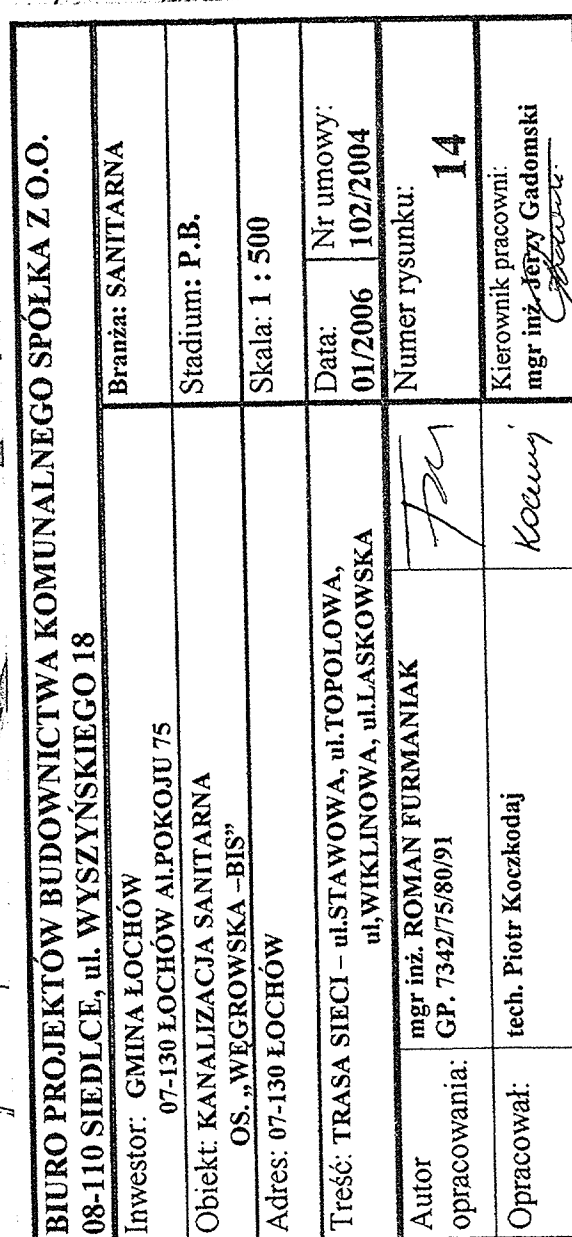 BIURO PROJEKTÓW BUDOWNICTWA KOMUNALNEGO SPÓŁKA Z O.O.
08-110 SIEDLCE, ul. WYSZYŃSKIEGO 18
Inwestor: GMINA ŁOCHÓW
07-130 ŁOCHÓW Al.POKOJU 75
Branża: SANITARNA
Obiekt: KANALIZACJA SANITARNA
OS. „WĘGROWSKA –BIS”
Stadium: P.B.
Adres: 07-130 ŁOCHÓW
Skala: 1 : 500
Treść: TRASA SIECI – ul.STAWOWA, ul.TOPOLOWA,
ul,WIKLINOWA, ul.LASKOWSKA
Data:
01/2006
Nr umowy:
102/2004
Autor
opracowania:
mgr inż. ROMAN FURMANIAK
GP. 7342/75/80/91
Numer rysunku:
14
Opracował:
tech. Piotr Koczkodaj
Kierownik pracowni:
mgr inż. Jerzy Gadomski